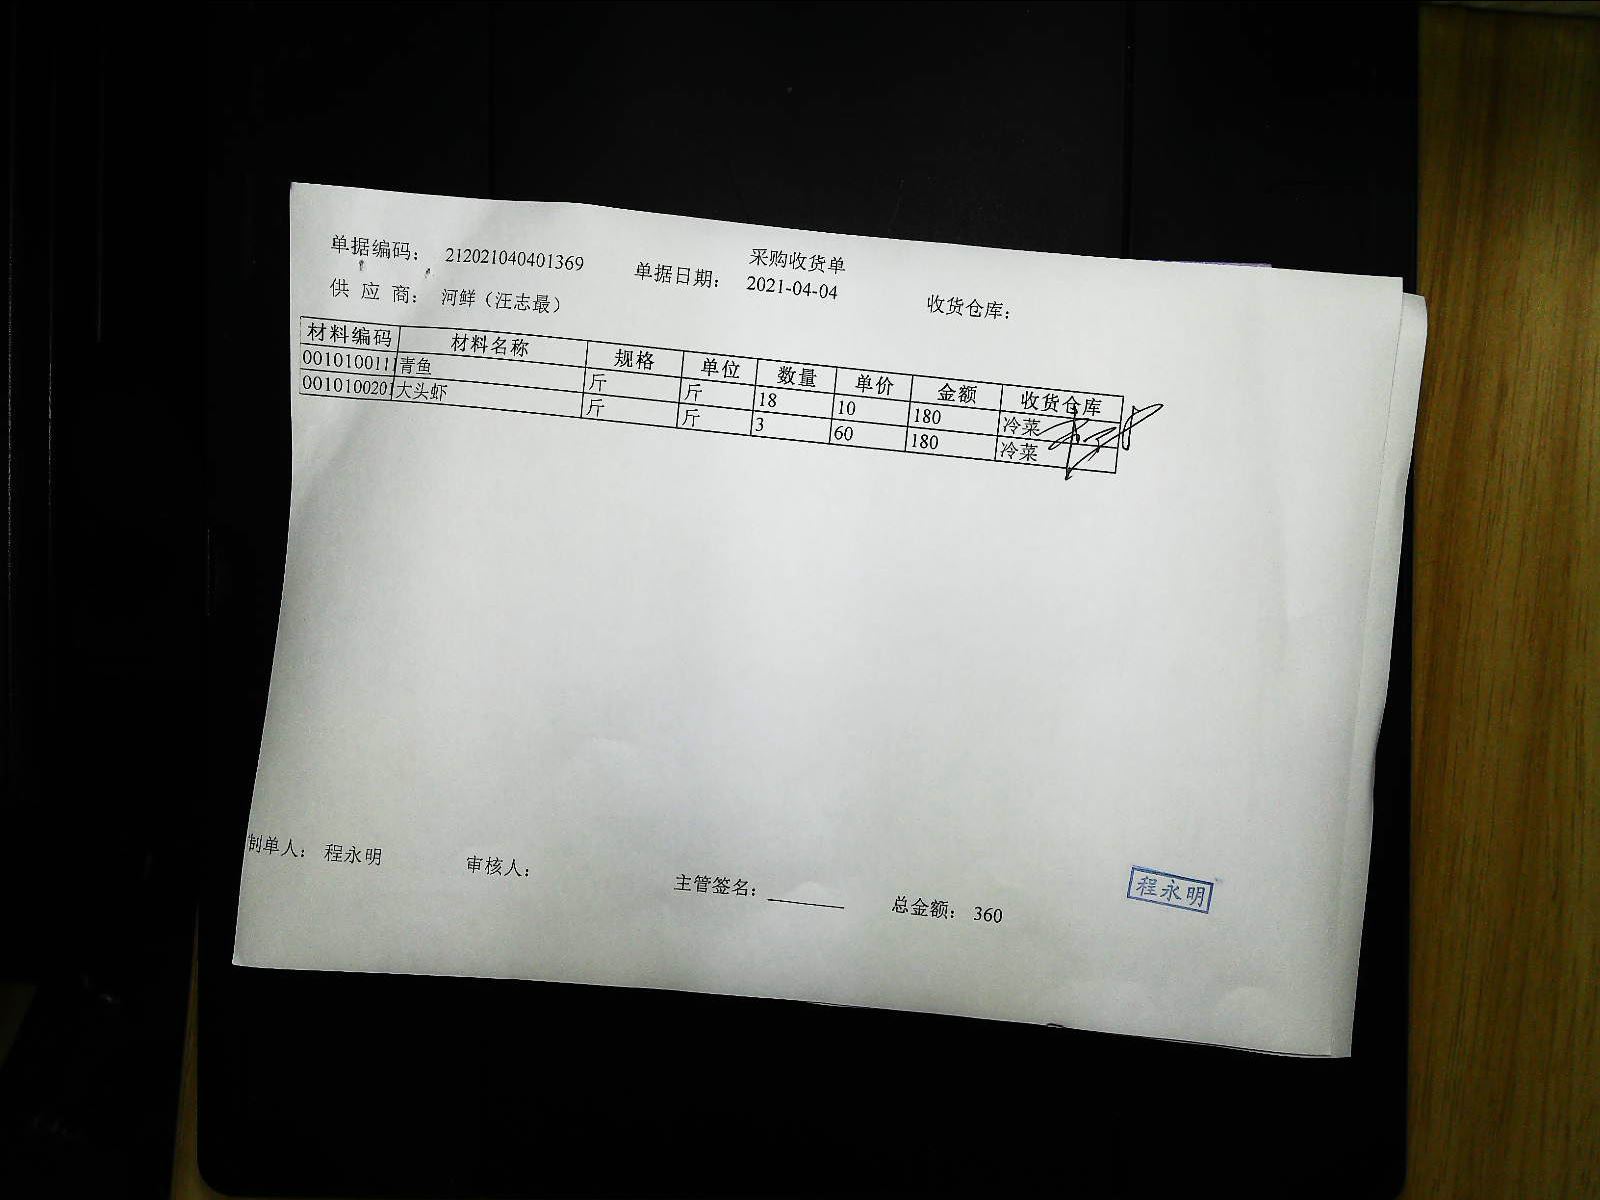 采购收货单
单据编码： 212021040401369 单据日期： 2021-04-04 收货仓库：
供 应 商： 河鲜（汪志最）
材料编码 材料名称 规格 单位 数量 单价 金额 收货仓库
0010100111 青鱼 斤 斤 18 10 180 冷菜
0010100201 大头虾 斤 斤 3 60 180 冷菜
制单人： 程永明 审核人： 主管签名： 总金额： 360
程永明